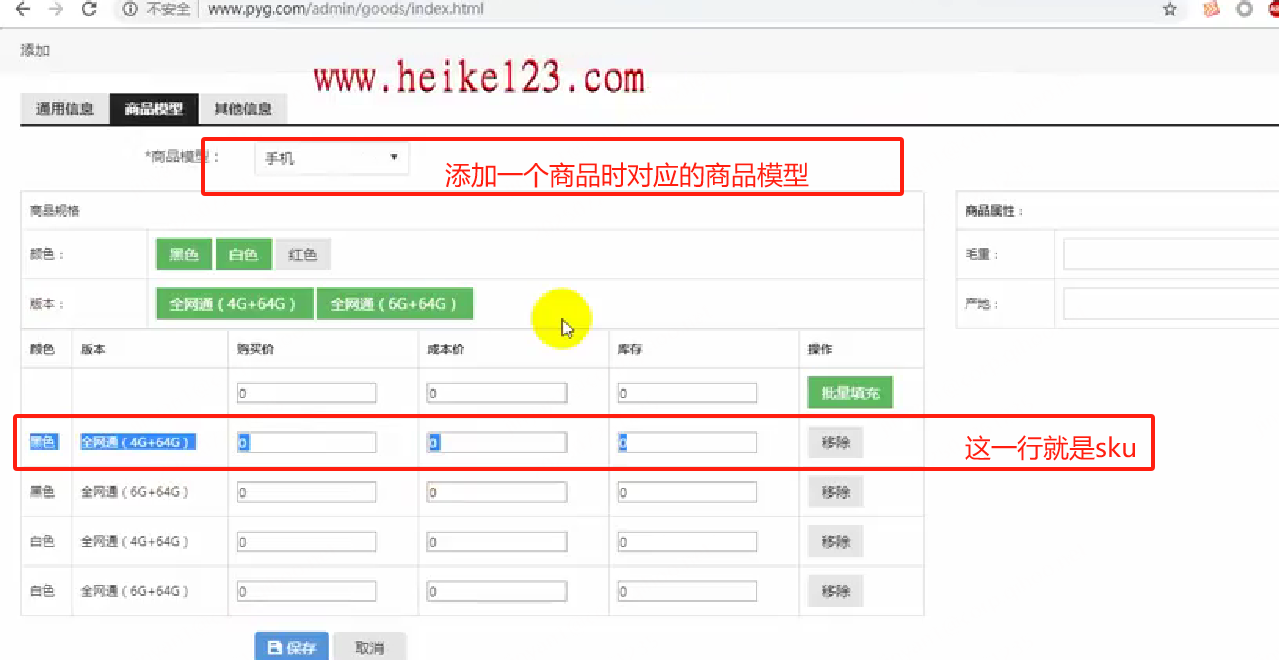 不安全 www.pyg.com/admin/goods/index.html
添加
www.heike123.com
通用信息 商品模型 其他信息
*商品模型： 手机
添加一个商品时对应的商品模型
商品规格 商品属性：
颜色： 黑色 白色 红色 毛重：
版本： 全网通（4G+64G） 全网通（6G+64G） 产地：
颜色 版本 购买价 成本价 库存 操作
0 0 0 批量填充
黑色 全网通（4G+64G） 0 0 0 移除 这一行就是sku
黑色 全网通（6G+64G） 0 0 0 移除
白色 全网通（4G+64G） 0 0 0 移除
白色 全网通（6G+64G） 0 0 0 移除
保存 取消